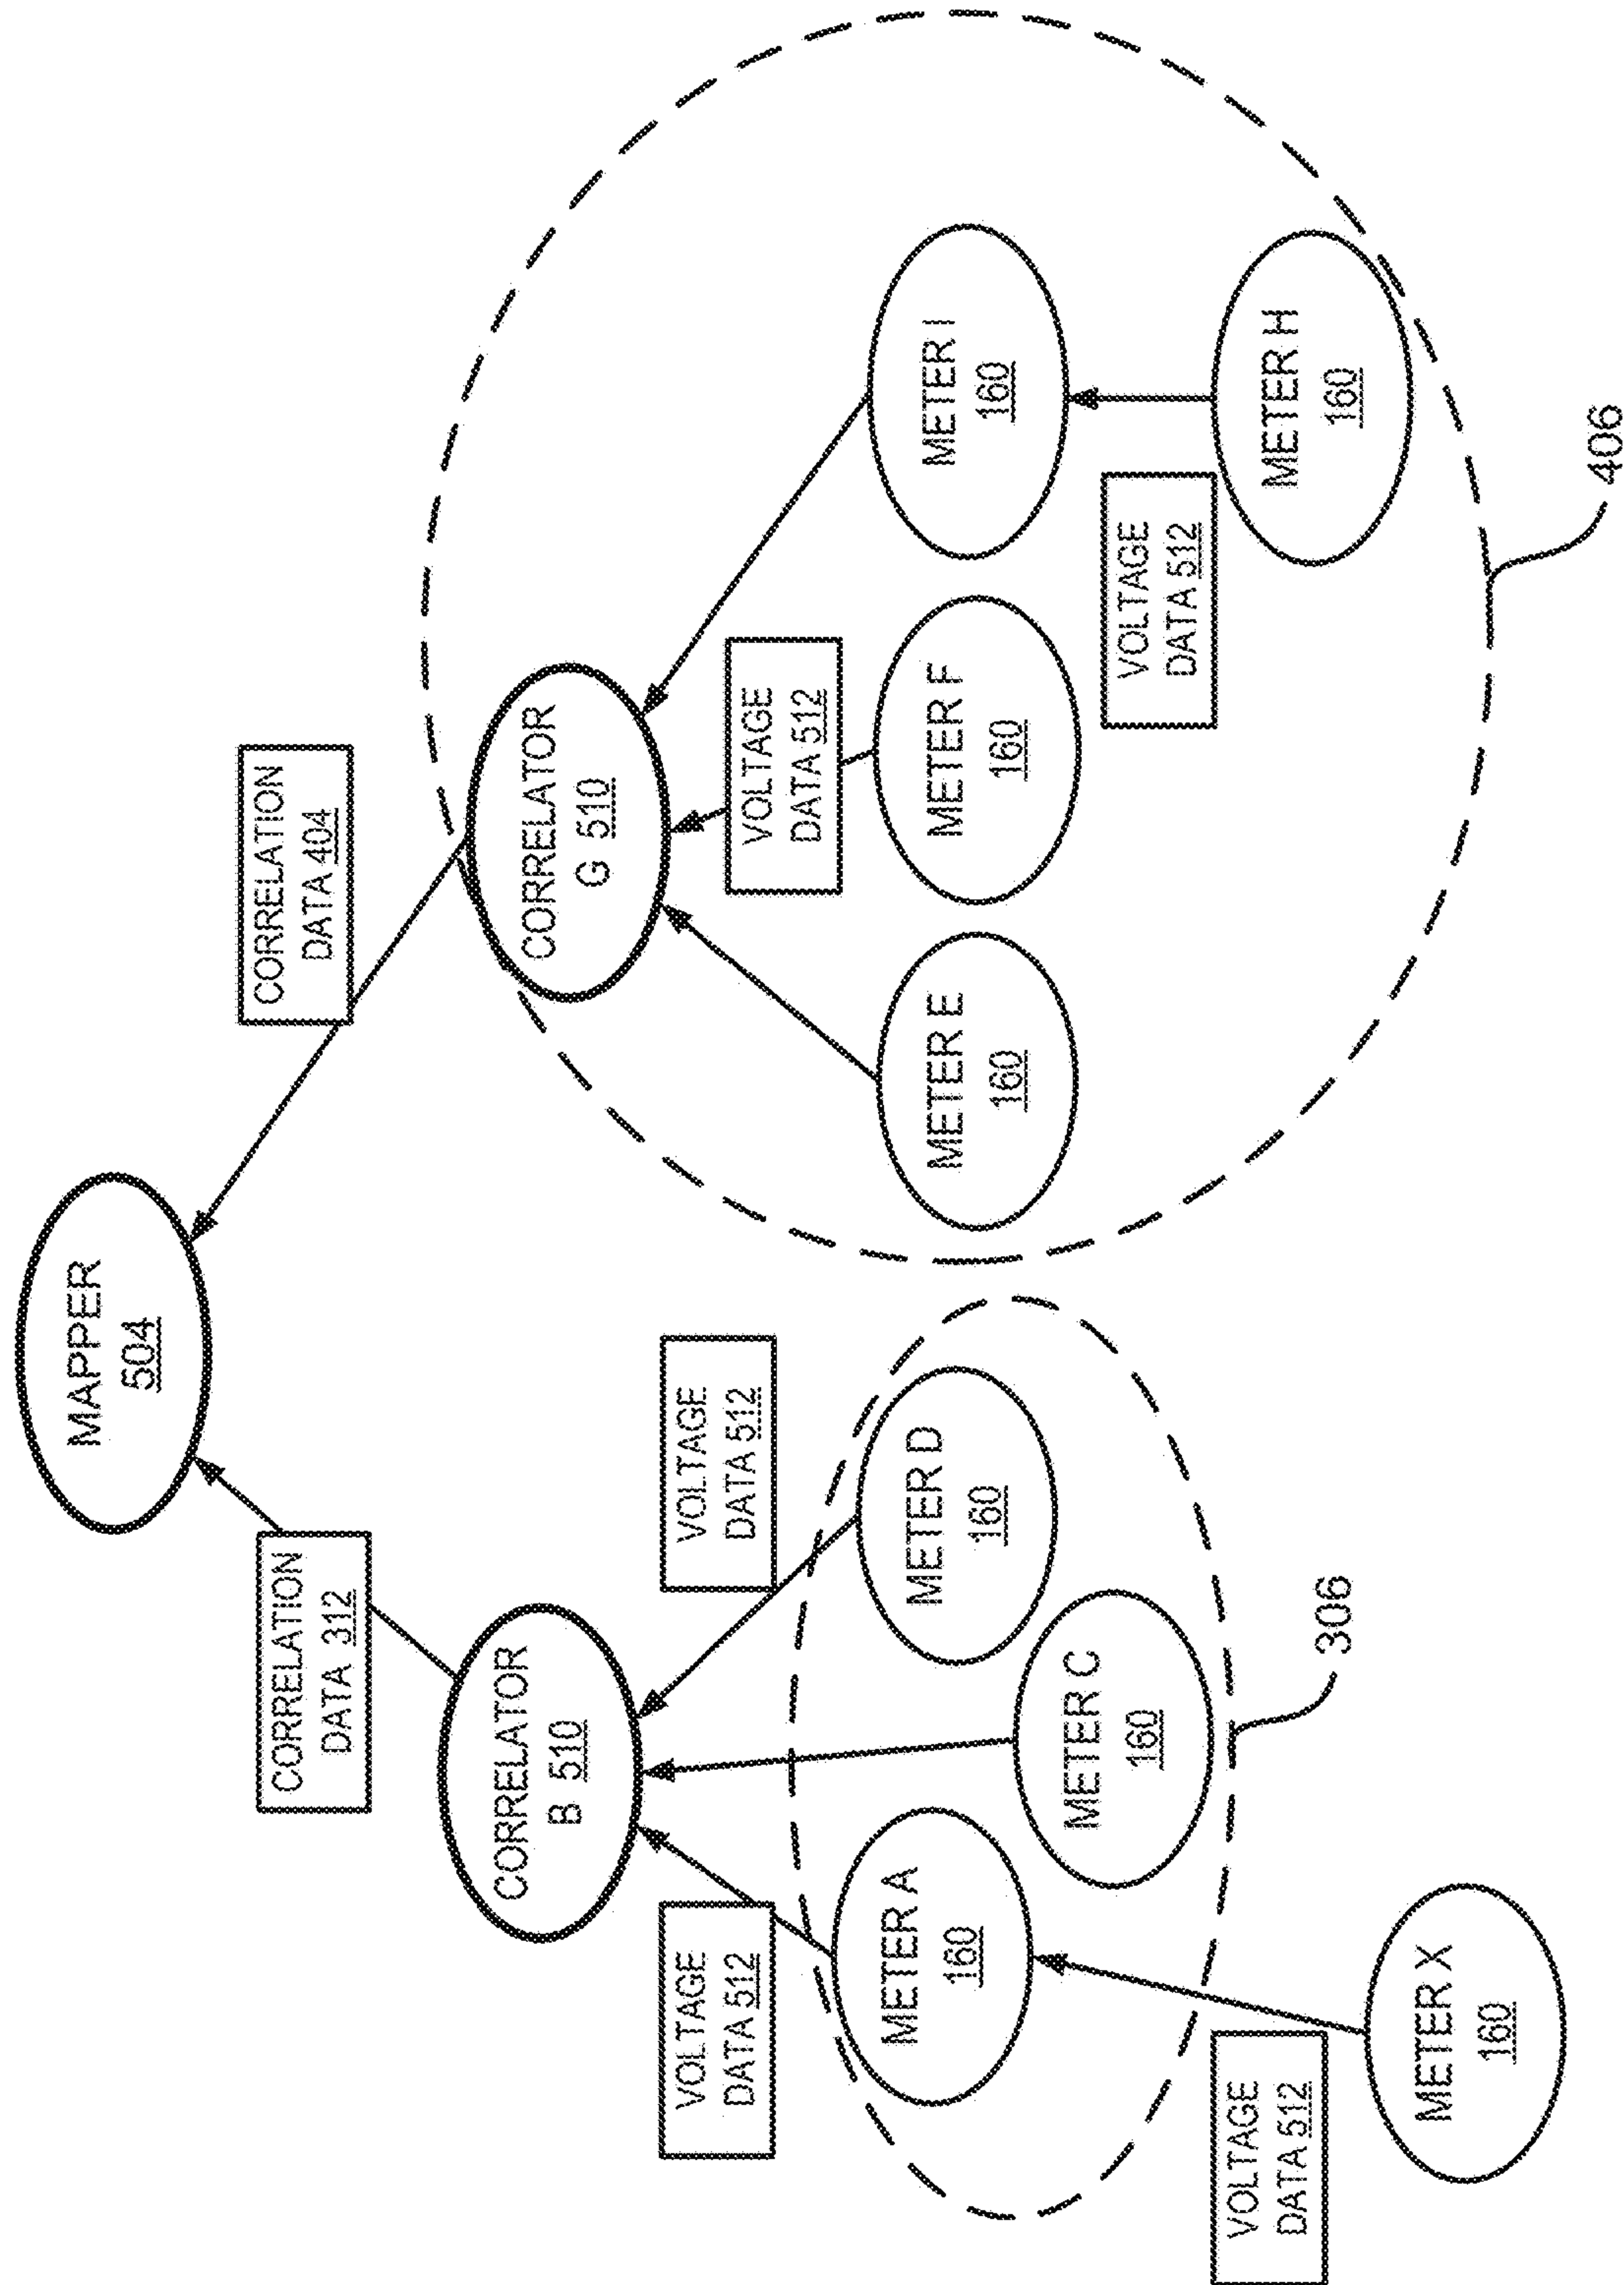 MAPPER
504
CORRELATION
DATA 312
CORRELATION
DATA 404
CORRELATOR
B 510
CORRELATOR
G 510
VOLTAGE
DATA 512
VOLTAGE
DATA 512
VOLTAGE
DATA 512
METER A
160
METER C
160
METER D
160
METER E
160
METER F
160
METER I
160
VOLTAGE
DATA 512
VOLTAGE
DATA 512
METER X
160
306
METER H
160
406